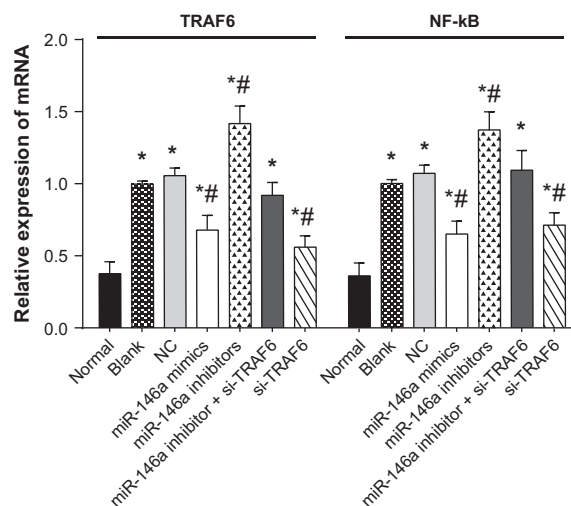 TRAF6
NF-kB
Relative expression of mRNA
2.0
1.5
1.0
0.5
0.0
*
*
*#
*#
*
*#
*
*
*#
*#
*
*#
Normal
Blank
NC
miR-146a mimics
miR-146a inhibitors
miR-146a inhibitor + si-TRAF6
si-TRAF6
Normal
Blank
NC
miR-146a mimics
miR-146a inhibitors
miR-146a inhibitor + si-TRAF6
si-TRAF6